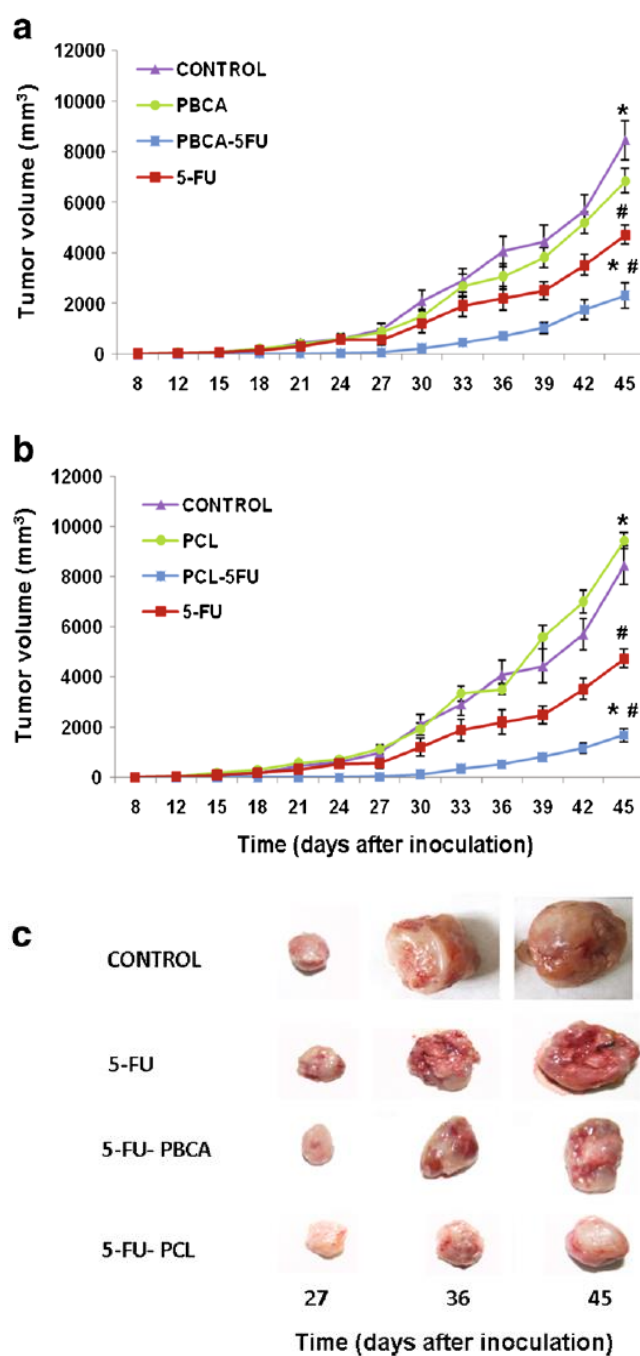 a
Tumor volume (mm³)
12000
10000
8000
6000
4000
2000
0
CONTROL
PBCA
PBCA-5FU
5-FU
*
#
* #
8 12 15 18 21 24 27 30 33 36 39 42 45
b
Tumor volume (mm³)
12000
10000
8000
6000
4000
2000
0
CONTROL
PCL
PCL-5FU
5-FU
*
#
* #
8 12 15 18 21 24 27 30 33 36 39 42 45
Time (days after inoculation)
c
CONTROL
5-FU
5-FU- PBCA
5-FU- PCL
27 36 45
Time (days after inoculation)